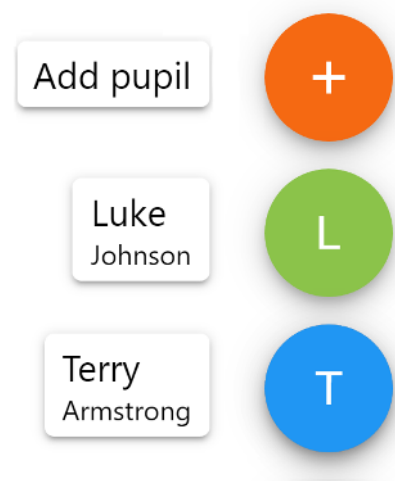 Add pupil
+
Luke
Johnson
L
Terry
Armstrong
T